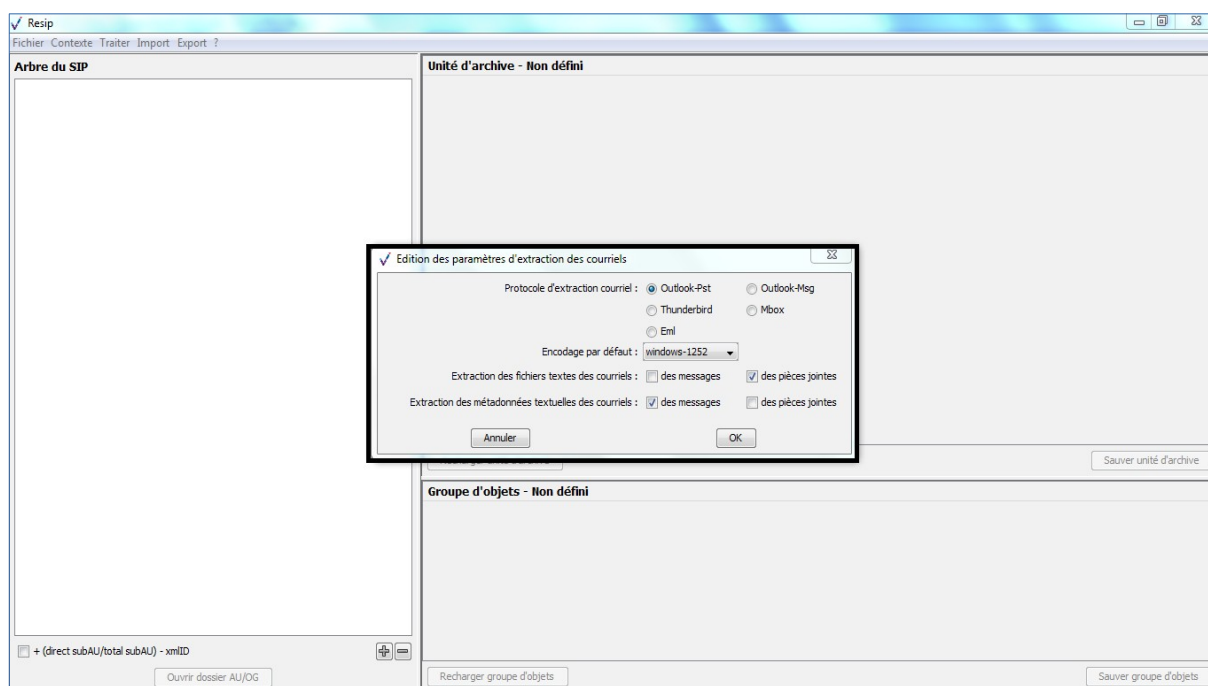 Resip
Fichier Contexte Traiter Import Export ?
Arbre du SIP
Unité d'archive - Non défini
Edition des paramètres d'extraction des courriels
Protocole d'extraction courriel : Outlook-Pst Outlook-Msg
Thunderbird Mbox
Eml
Encodage par défaut : windows-1252
Extraction des fichiers textes des courriels : des messages des pièces jointes
Extraction des métadonnées textuelles des courriels : des messages des pièces jointes
Annuler OK
Sauver unité d'archive
Groupe d'objets - Non défini
+ (direct subAU/total subAU) - xmlID
Ouvrir dossier AU/OG
Recharger groupe d'objets
Sauver groupe d'objets